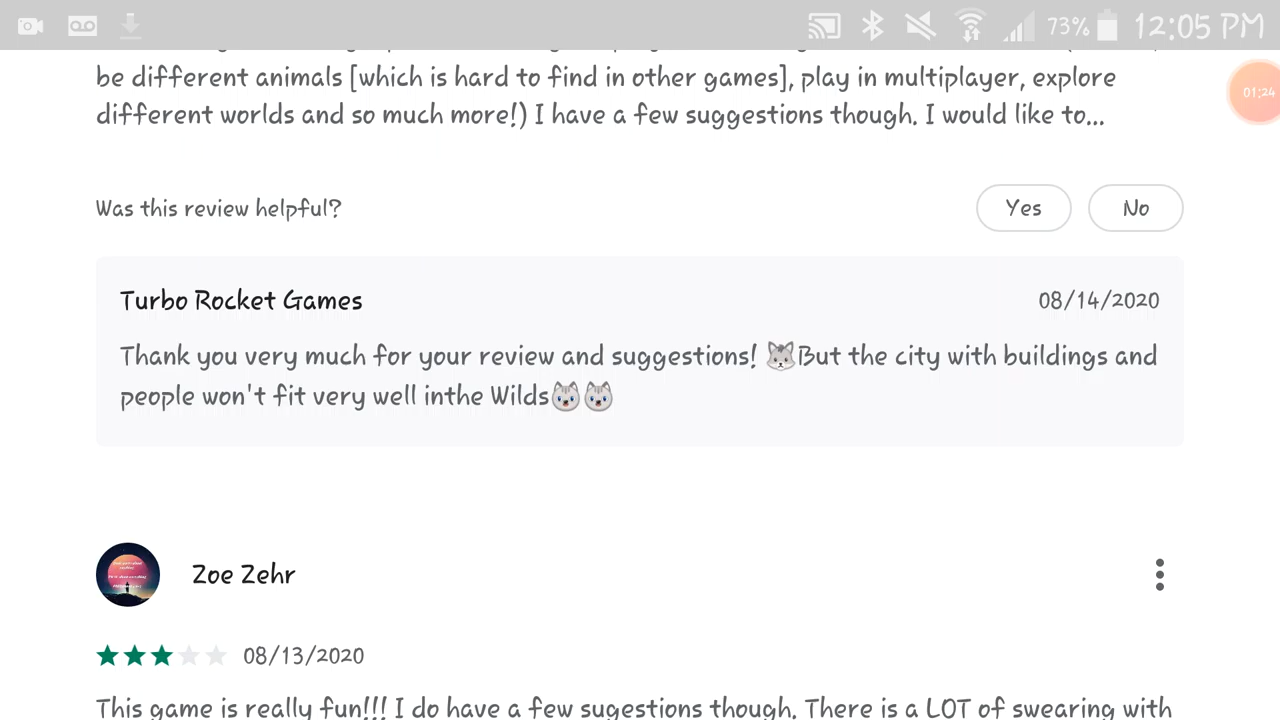 73% 12:05 PM
be different animals [which is hard to find in other games], play in multiplayer, explore
01:24
different worlds and so much more!) I have a few suggestions though. I would like to...
Was this review helpful? Yes No
Turbo Rocket Games 08/14/2020
Thank you very much for your review and suggestions! 🐺But the city with buildings and
people won't fit very well inthe Wilds🐱🐱
Zoe Zehr
08/13/2020
This game is really fun!!! I do have a few sugestions though. There is a LOT of swearing with